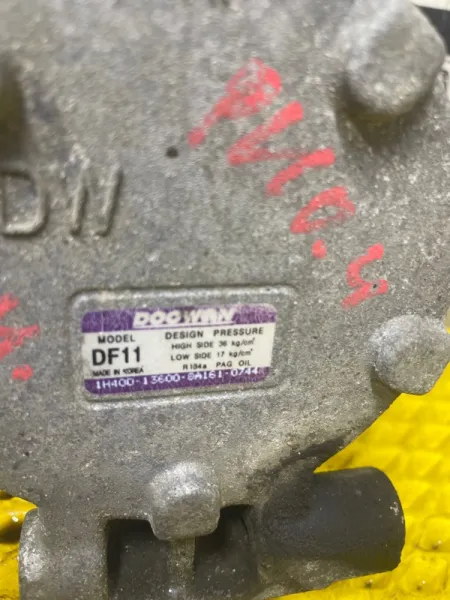 DW
DOOWON
MODEL DESIGN PRESSURE
DF11 HIGH SIDE 36 kg/cm²
LOW SIDE 17 kg/cm²
MADE IN KOREA R134a PAG OIL
1H400-13600-0A161-0744